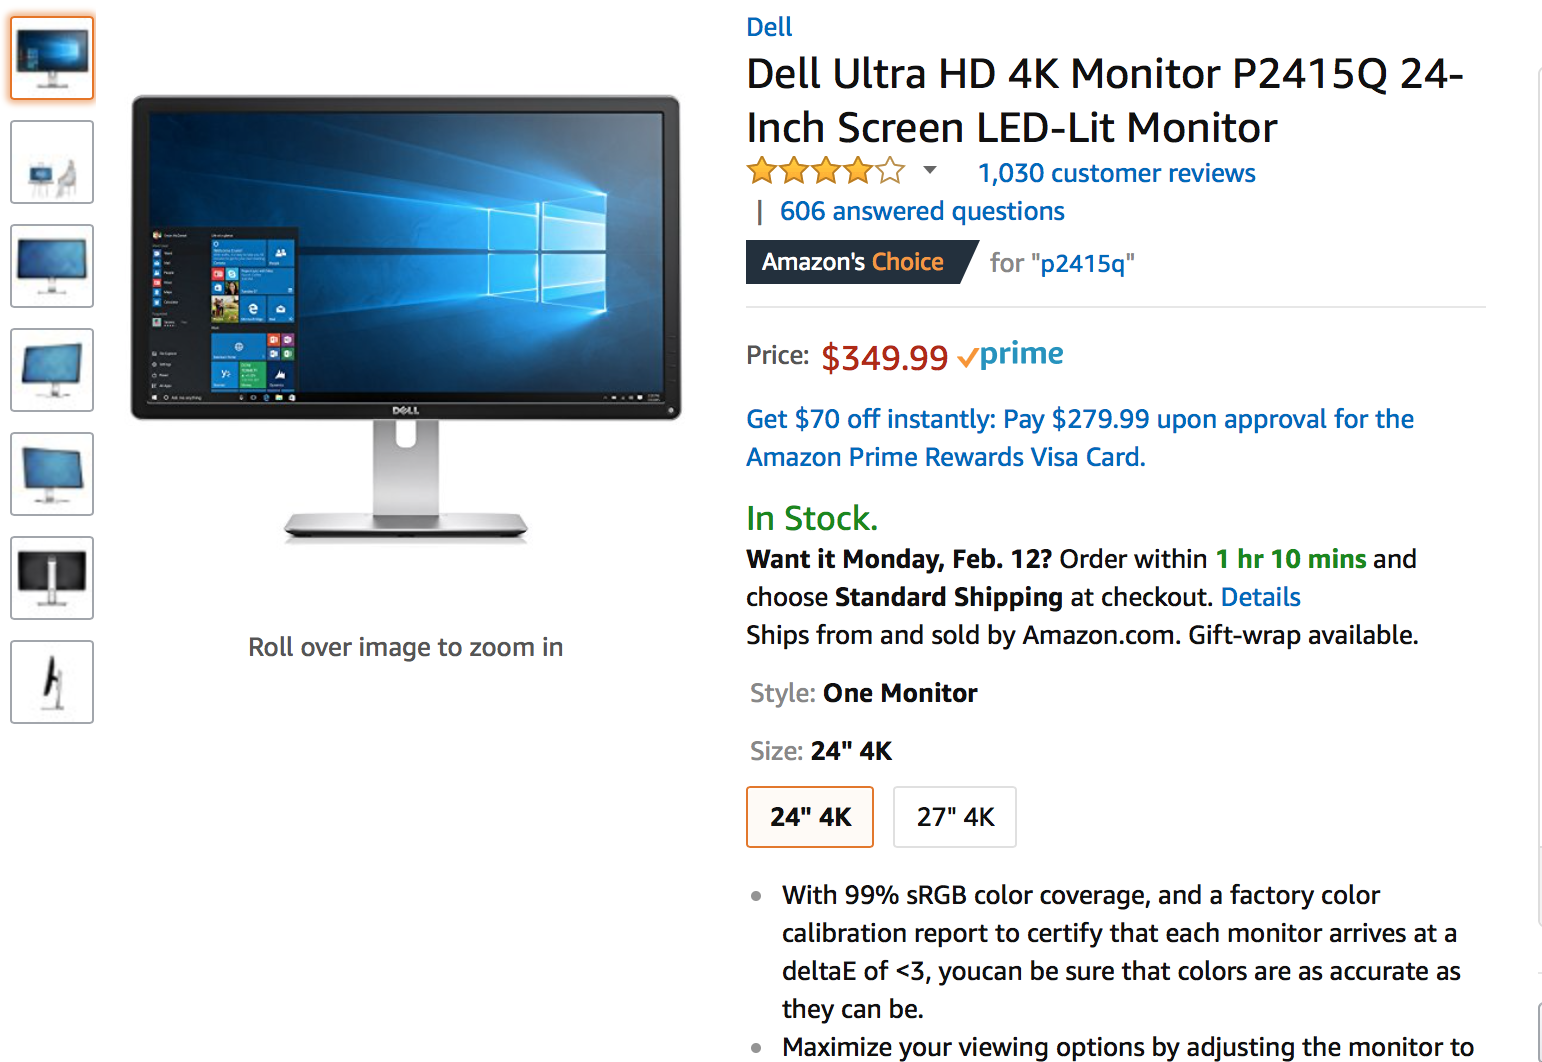 Dell
Dell Ultra HD 4K Monitor P2415Q 24-
Inch Screen LED-Lit Monitor
1,030 customer reviews
| 606 answered questions
Amazon's Choice for "p2415q"
Price: $349.99 prime
Get $70 off instantly: Pay $279.99 upon approval for the
Amazon Prime Rewards Visa Card.
In Stock.
Want it Monday, Feb. 12? Order within 1 hr 10 mins and
choose Standard Shipping at checkout. Details
Ships from and sold by Amazon.com. Gift-wrap available.
Style: One Monitor
Size: 24" 4K
24" 4K 27" 4K
With 99% sRGB color coverage, and a factory color
calibration report to certify that each monitor arrives at a
deltaE of <3, youcan be sure that colors are as accurate as
they can be.
Maximize your viewing options by adjusting the monitor to
DELL
Roll over image to zoom in